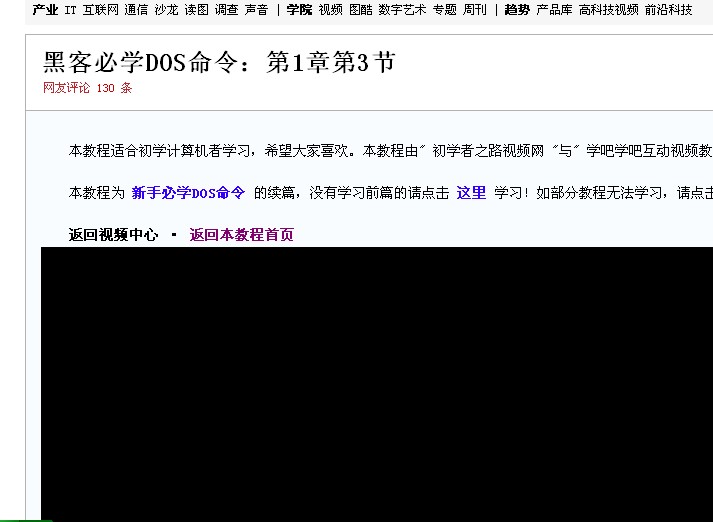 产业 IT 互联网 通信 沙龙 读图 调查 声音 | 学院 视频 图酷 数字艺术 专题 周刊 | 趋势 产品库 高科技视频 前沿科技
黑客必学DOS命令：第1章第3节
网友评论 130 条
本教程适合初学计算机者学习，希望大家喜欢。本教程由" 初学者之路视频网 "与" 学吧学吧互动视频教
本教程为 新手必学DOS命令 的续篇，没有学习前篇的请点击 这里 学习！如部分教程无法学习，请点击
返回视频中心 · 返回本教程首页